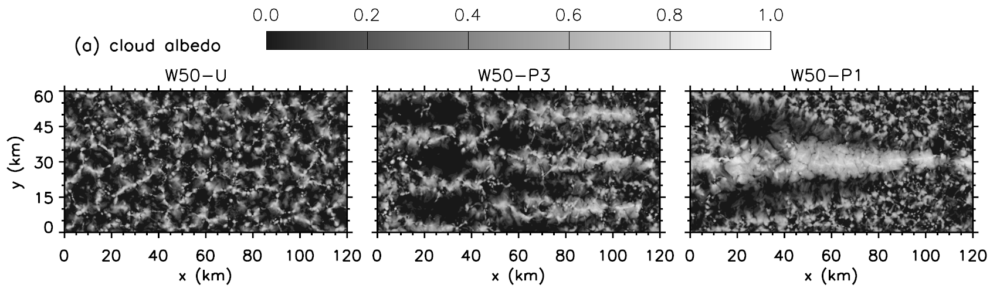 0.0 0.2 0.4 0.6 0.8 1.0
(a) cloud albedo
W50-U W50-P3 W50-P1
60
45
30
15
0
y (km)
0 20 40 60 80 100 120 0 20 40 60 80 100 120 0 20 40 60 80 100 120
x (km) x (km) x (km)